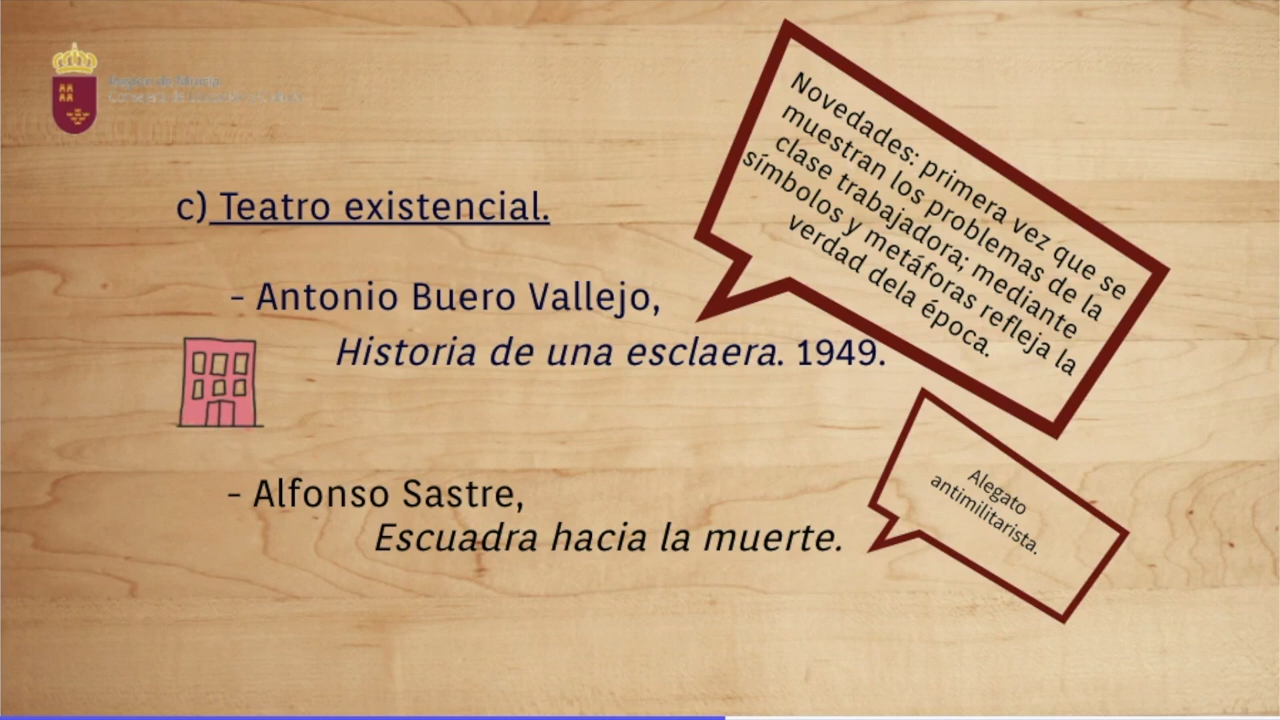 Región de Murcia
c) Teatro existencial.
- Antonio Buero Vallejo,
Historia de una esclaera. 1949.
- Alfonso Sastre,
Escuadra hacia la muerte.
Novedades: primera vez que se
muestran los problemas de la
clase trabajadora; mediante
símbolos y metáforas refleja la
verdad dela época.
Alegato
antimilitarista.